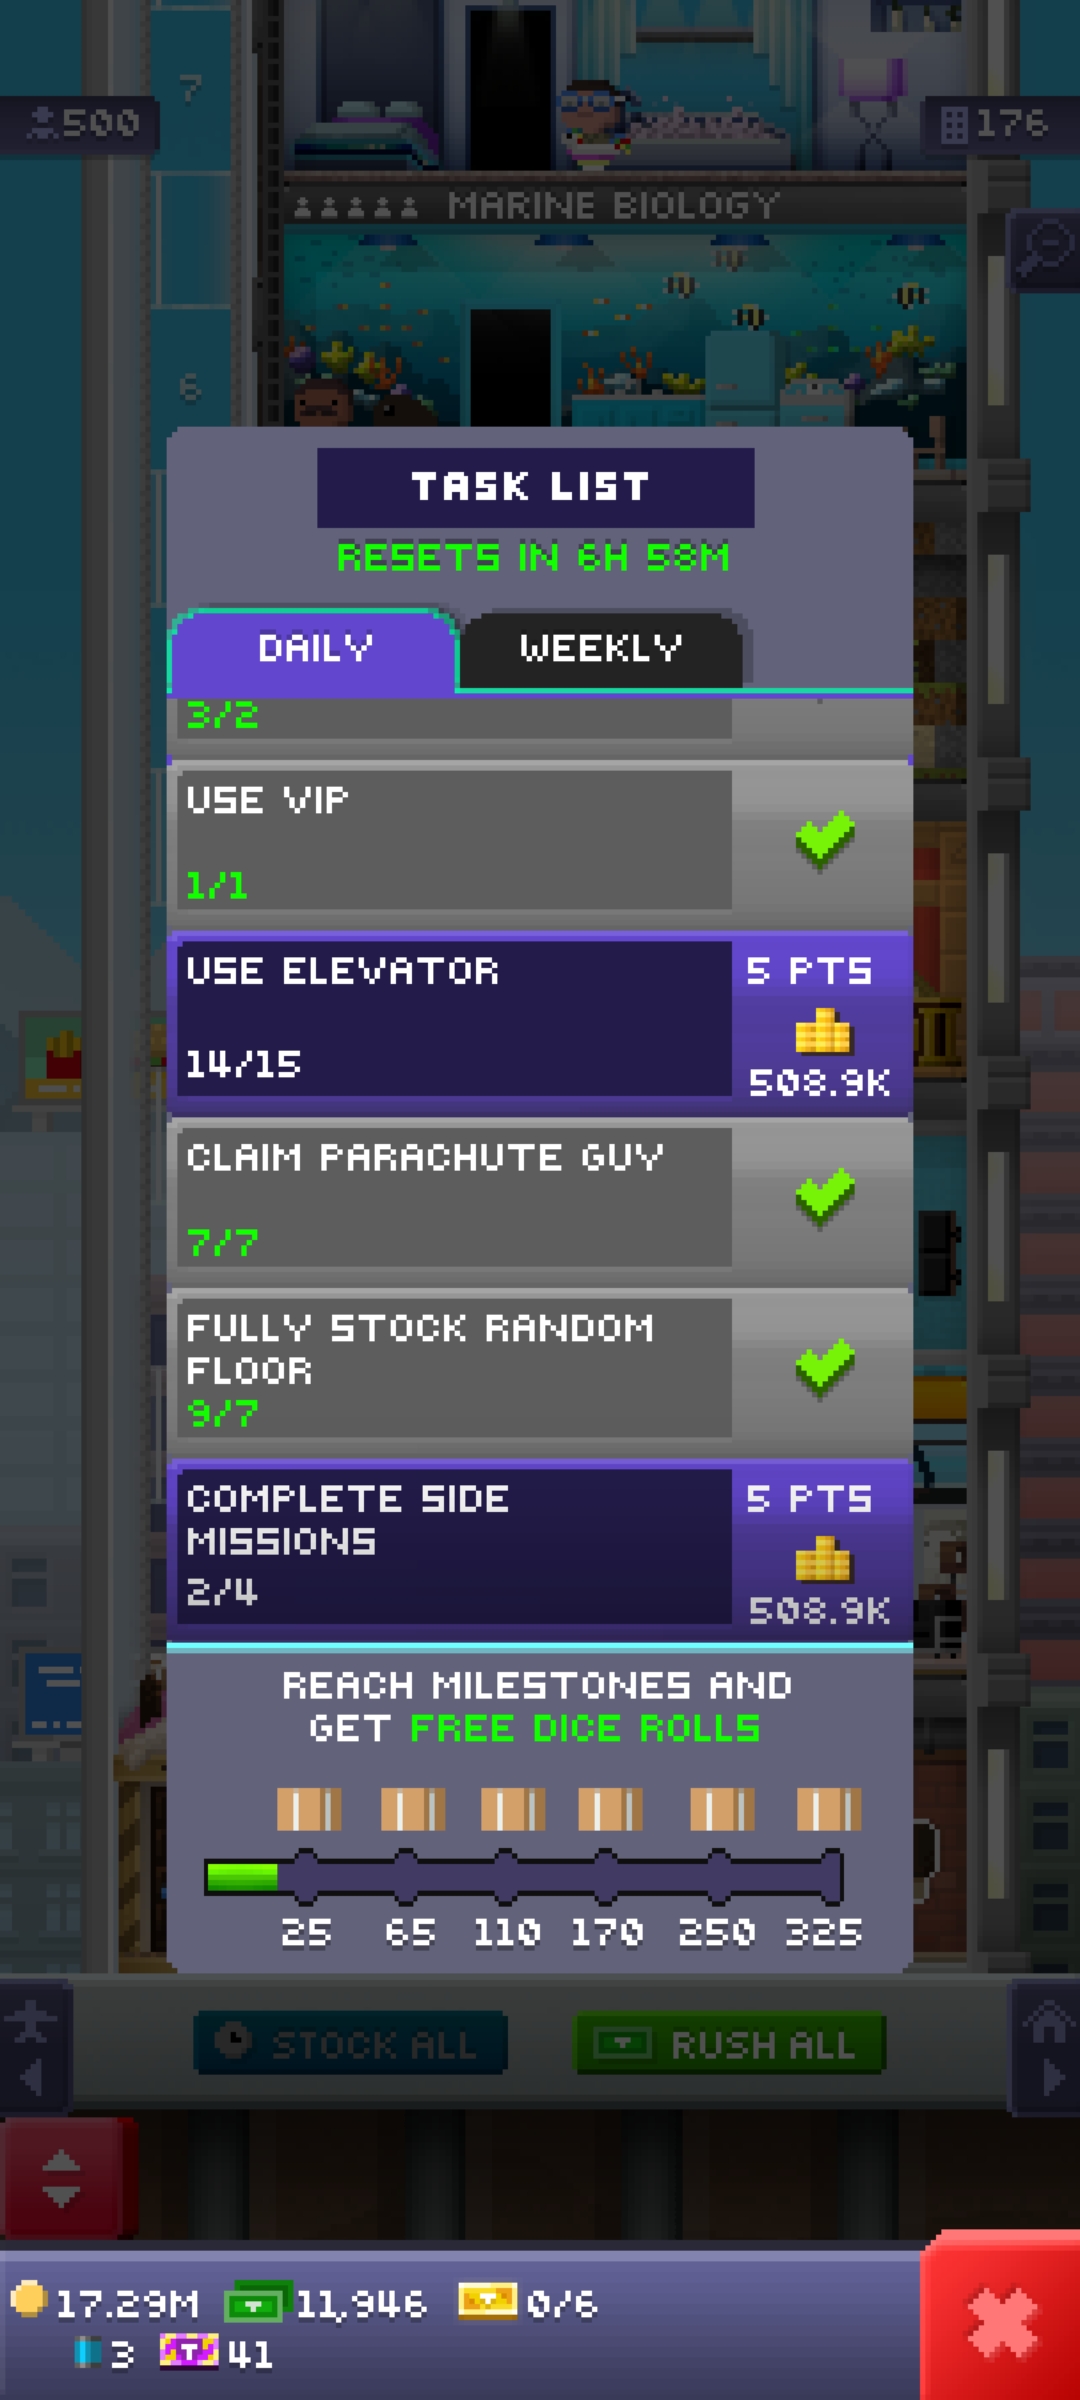 7
500
176
MARINE BIOLOGY
6
TASK LIST
RESETS IN 6H 58M
DAILY
WEEKLY
3/2
USE VIP
1/1
USE ELEVATOR
14/15
5 PTS
508.9K
CLAIM PARACHUTE GUY
7/7
FULLY STOCK RANDOM
FLOOR
9/7
COMPLETE SIDE
MISSIONS
2/4
5 PTS
508.9K
REACH MILESTONES AND
GET FREE DICE ROLLS
25 65 110 170 250 325
STOCK ALL
RUSH ALL
17.29M 11,946 0/6
3 41